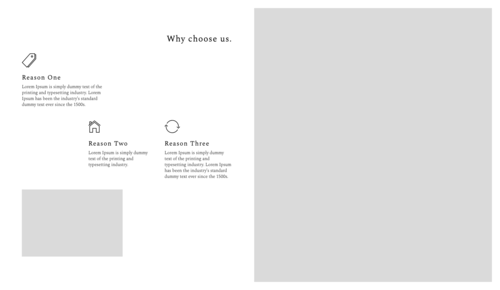 Why choose us.
Reason One
Lorem Ipsum is simply dummy text of the
printing and typesetting industry. Lorem
Ipsum has been the industry's standard
dummy text ever since the 1500s.
Reason Two
Lorem Ipsum is simply dummy
text of the printing and
typesetting industry.
Reason Three
Lorem Ipsum is simply dummy
text of the printing and
typesetting industry. Lorem Ipsum
has been the industry's standard
dummy text ever since the 1500s.